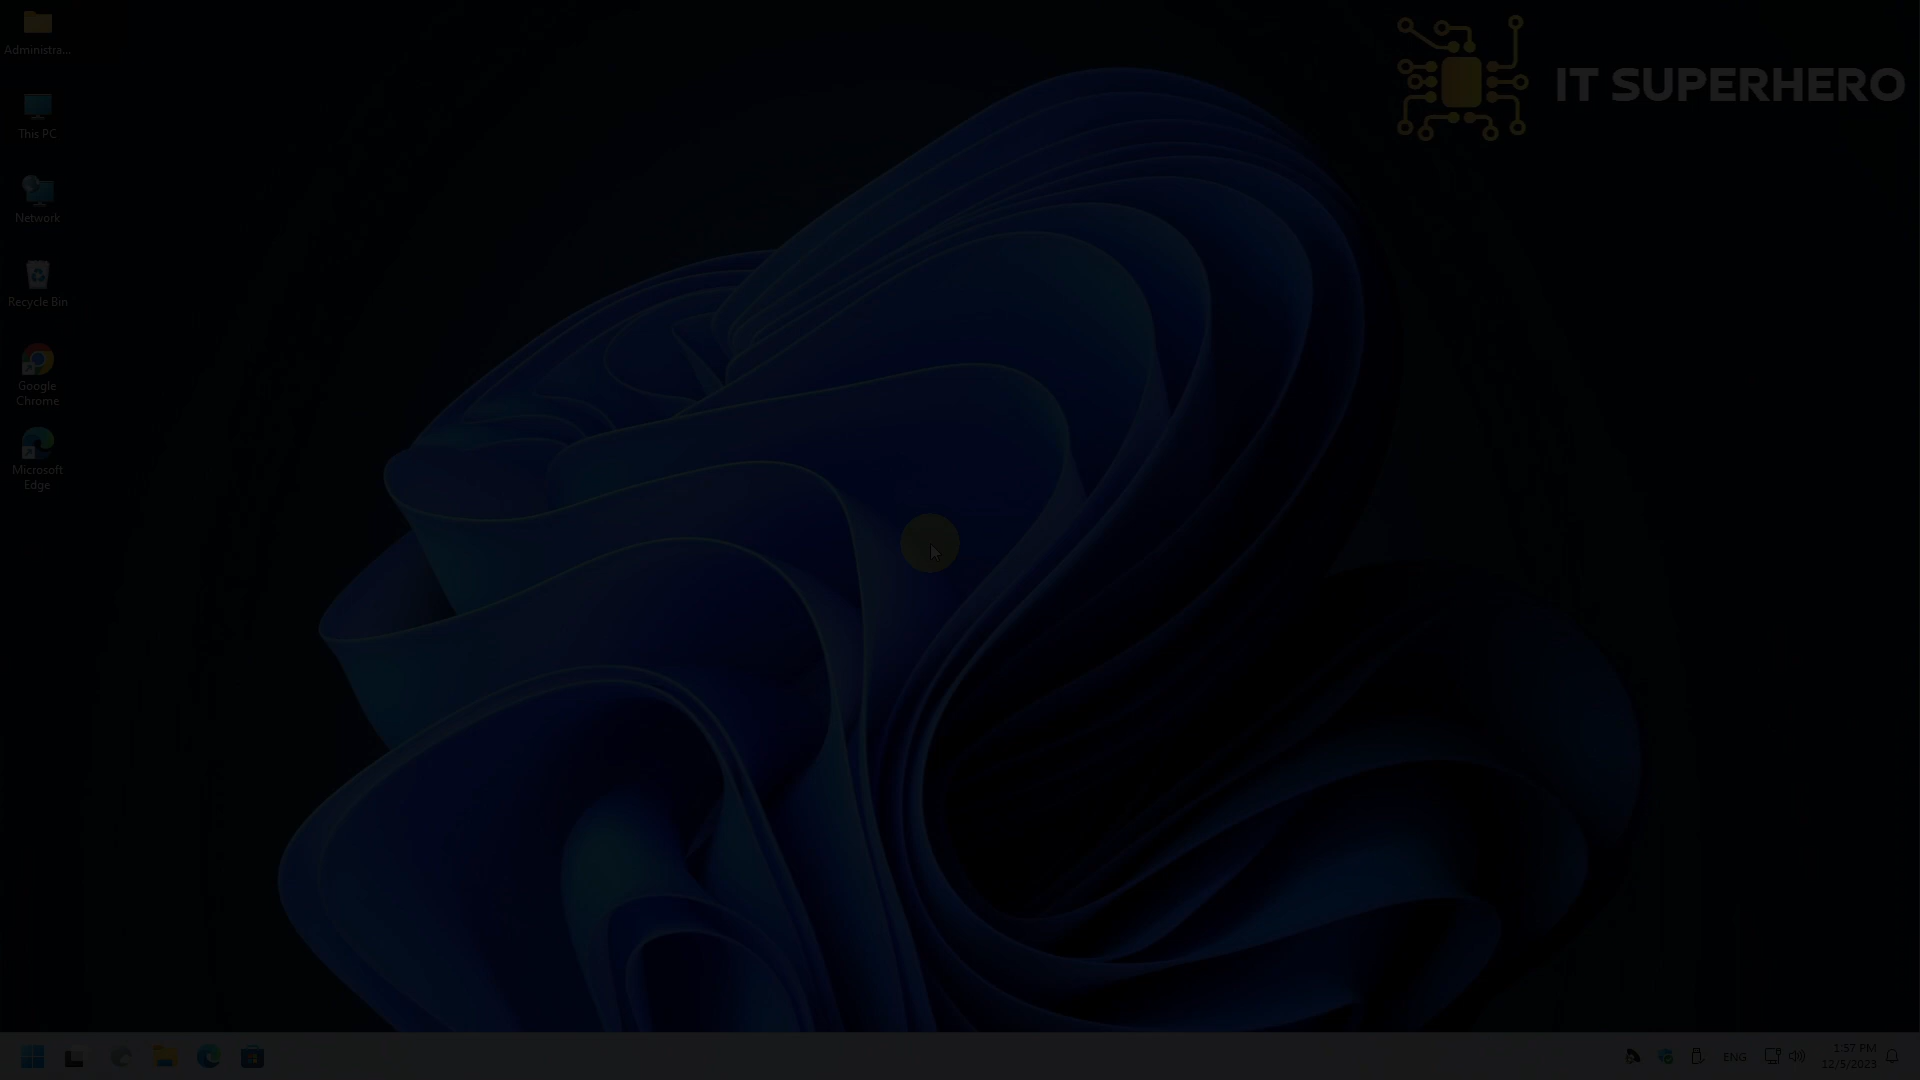 Administra...
IT SUPERHERO
This PC
Network
Recycle Bin
Google
Chrome
Microsoft
Edge
ENG
1:57 PM
12/5/2023